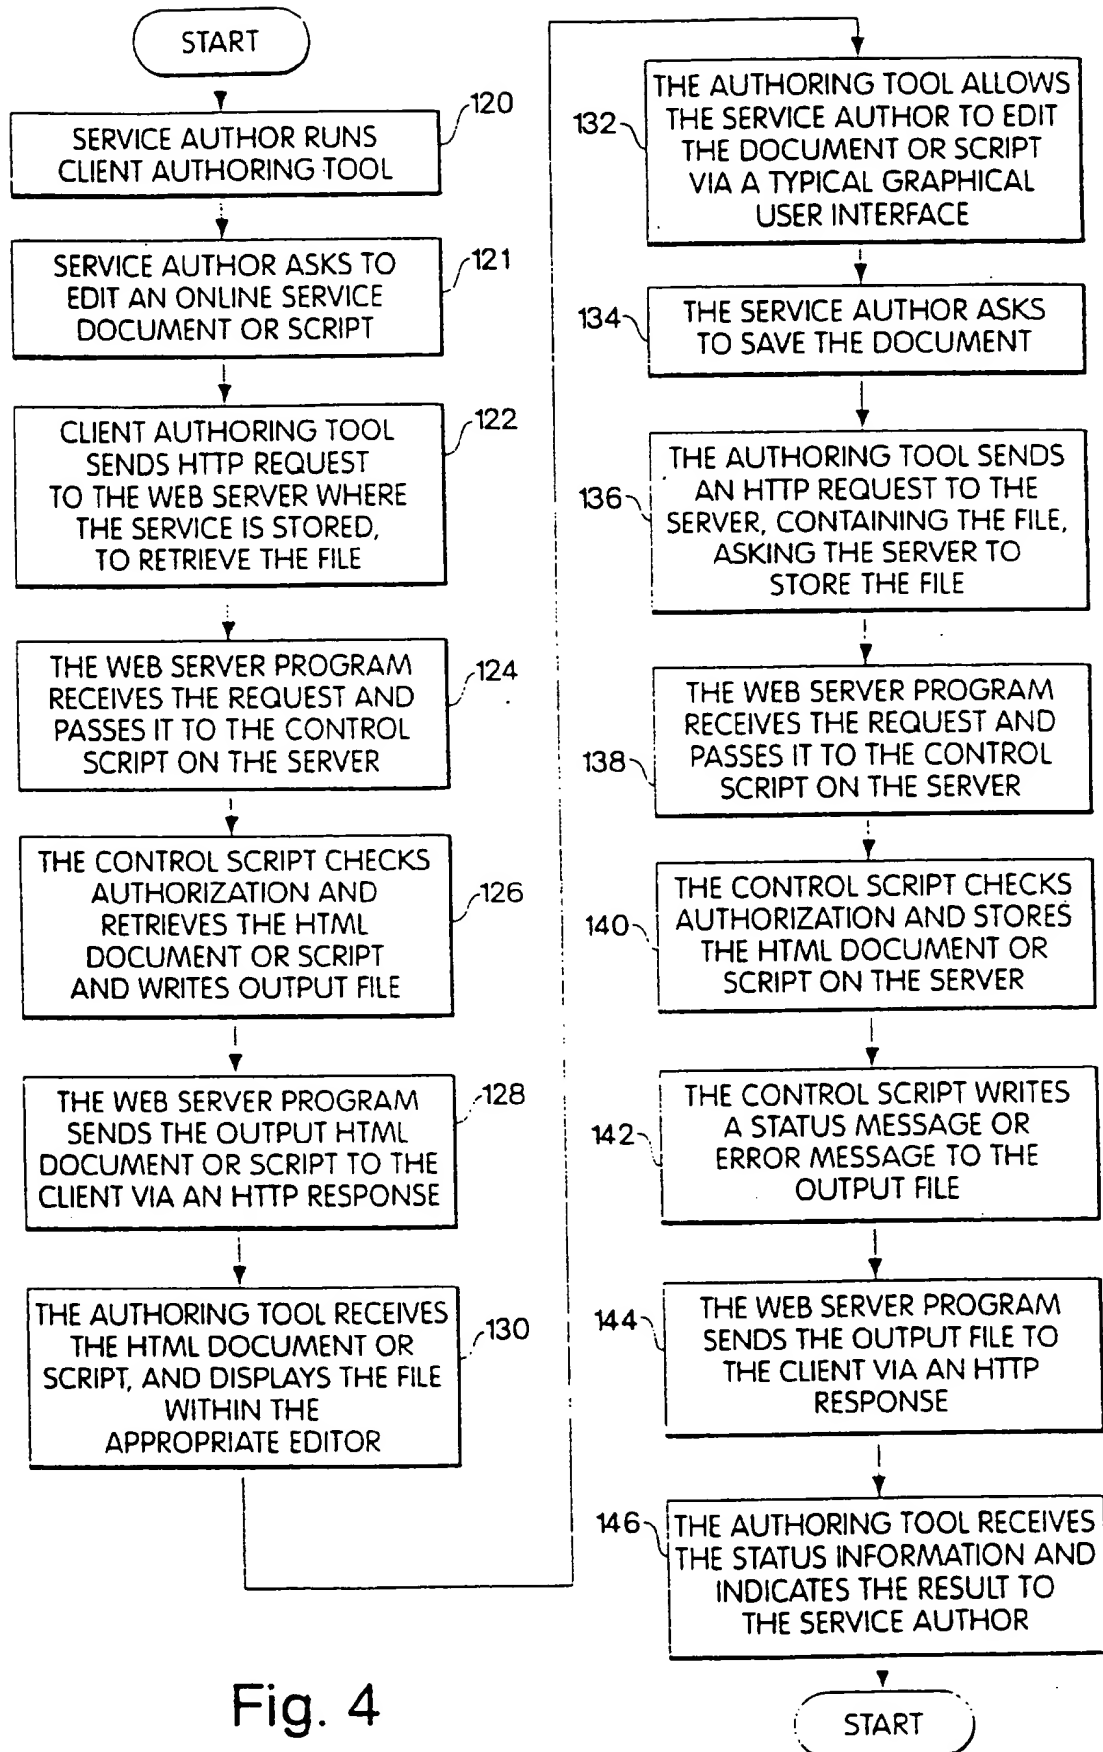 START
120
SERVICE AUTHOR RUNS
CLIENT AUTHORING TOOL
121
SERVICE AUTHOR ASKS TO
EDIT AN ONLINE SERVICE
DOCUMENT OR SCRIPT
122
CLIENT AUTHORING TOOL
SENDS HTTP REQUEST
TO THE WEB SERVER WHERE
THE SERVICE IS STORED,
TO RETRIEVE THE FILE
124
THE WEB SERVER PROGRAM
RECEIVES THE REQUEST AND
PASSES IT TO THE CONTROL
SCRIPT ON THE SERVER
126
THE CONTROL SCRIPT CHECKS
AUTHORIZATION AND
RETRIEVES THE HTML
DOCUMENT OR SCRIPT
AND WRITES OUTPUT FILE
128
THE WEB SERVER PROGRAM
SENDS THE OUTPUT HTML
DOCUMENT OR SCRIPT TO THE
CLIENT VIA AN HTTP RESPONSE
130
THE AUTHORING TOOL RECEIVES
THE HTML DOCUMENT OR
SCRIPT, AND DISPLAYS THE FILE
WITHIN THE
APPROPRIATE EDITOR
132
THE AUTHORING TOOL ALLOWS
THE SERVICE AUTHOR TO EDIT
THE DOCUMENT OR SCRIPT
VIA A TYPICAL GRAPHICAL
USER INTERFACE
134
THE SERVICE AUTHOR ASKS
TO SAVE THE DOCUMENT
136
THE AUTHORING TOOL SENDS
AN HTTP REQUEST TO THE
SERVER, CONTAINING THE FILE,
ASKING THE SERVER TO
STORE THE FILE
138
THE WEB SERVER PROGRAM
RECEIVES THE REQUEST AND
PASSES IT TO THE CONTROL
SCRIPT ON THE SERVER
140
THE CONTROL SCRIPT CHECKS
AUTHORIZATION AND STORES
THE HTML DOCUMENT OR
SCRIPT ON THE SERVER
142
THE CONTROL SCRIPT WRITES
A STATUS MESSAGE OR
ERROR MESSAGE TO THE
OUTPUT FILE
144
THE WEB SERVER PROGRAM
SENDS THE OUTPUT FILE TO
THE CLIENT VIA AN HTTP
RESPONSE
146
THE AUTHORING TOOL RECEIVES
THE STATUS INFORMATION AND
INDICATES THE RESULT TO
THE SERVICE AUTHOR
START
Fig. 4